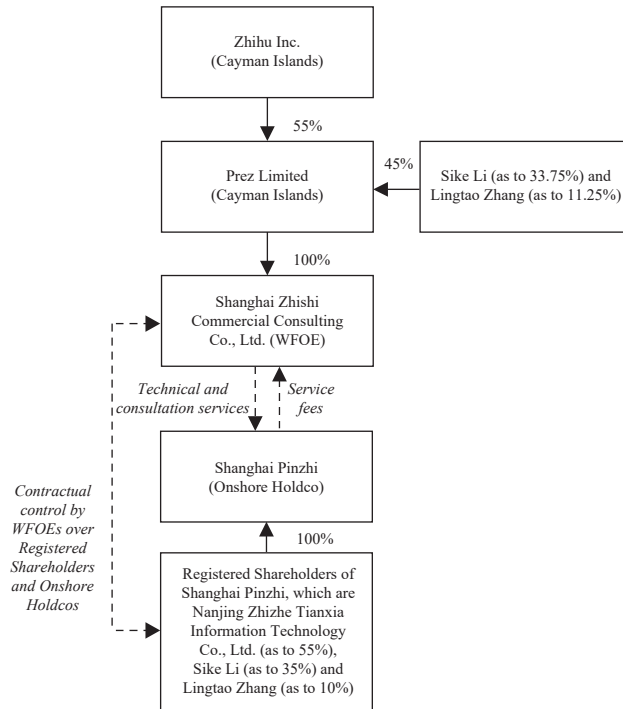 Zhihu Inc.
(Cayman Islands)
55%
Prez Limited
(Cayman Islands)
45%
Sike Li (as to 33.75%) and
Lingtao Zhang (as to 11.25%)
100%
Shanghai Zhishi
Commercial Consulting
Co., Ltd. (WFOE)
Technical and
consultation services
Service
fees
Shanghai Pinzhi
(Onshore Holdco)
Contractual
control by
WFOEs over
Registered
Shareholders
and Onshore
Holdcos
100%
Registered Shareholders of
Shanghai Pinzhi, which are
Nanjing Zhizhe Tianxia
Information Technology
Co., Ltd. (as to 55%),
Sike Li (as to 35%) and
Lingtao Zhang (as to 10%)